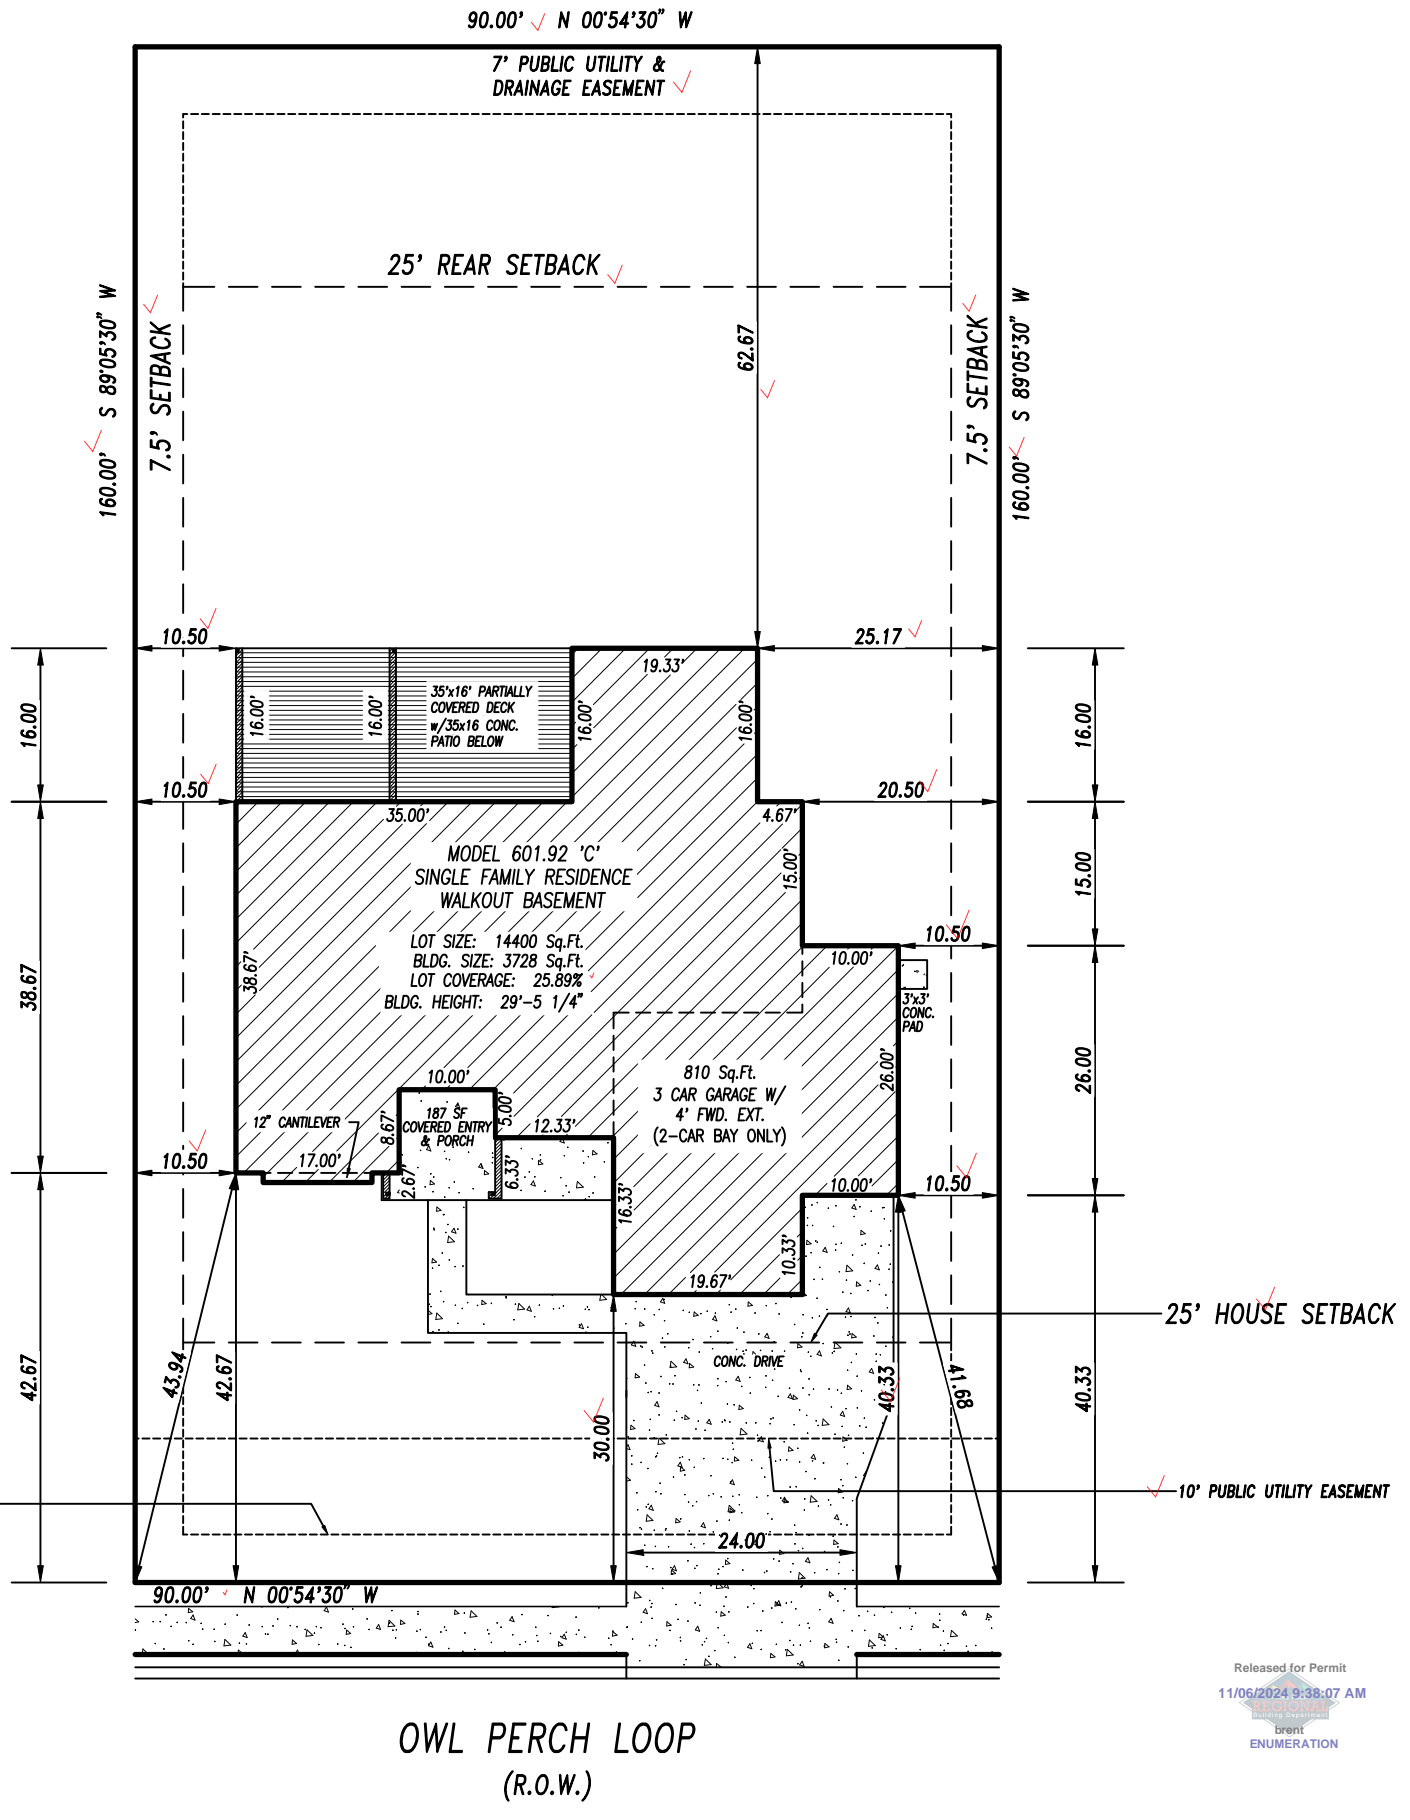 90.00' N 00°54'30" W
7' PUBLIC UTILITY &
DRAINAGE EASEMENT
25' REAR SETBACK
160.00' S 89°05'30" W
7.5' SETBACK
62.67
7.5' SETBACK
160.00' S 89°05'30" W
10.50
25.17
19.33'
16.00
16.00'
16.00'
35'x16' PARTIALLY
COVERED DECK
w/35x16 CONC.
PATIO BELOW
16.00'
16.00'
16.00
10.50
20.50
35.00'
4.67'
MODEL 601.92 'C'
SINGLE FAMILY RESIDENCE
WALKOUT BASEMENT
15.00'
15.00
LOT SIZE: 14400 Sq.Ft.
BLDG. SIZE: 3728 Sq.Ft.
LOT COVERAGE: 25.89%
BLDG. HEIGHT: 29'-5 1/4"
38.67
38.67'
10.50
10.00'
3'x3'
CONC.
PAD
810 Sq.Ft.
3 CAR GARAGE W/
4' FWD. EXT.
(2-CAR BAY ONLY)
26.00'
26.00
10.00'
187 SF
COVERED ENTRY
& PORCH
5.00'
12.33'
8.67'
12" CANTILEVER
17.00'
10.50
2.67'
6.33'
16.33'
10.00'
10.50
10.33'
19.67'
25' HOUSE SETBACK
CONC. DRIVE
42.67
43.94
42.67
30.00
40.33
41.68
40.33
10' PUBLIC UTILITY EASEMENT
24.00
90.00' N 00°54'30" W
OWL PERCH LOOP
(R.O.W.)
Released for Permit
11/06/2024 9:38:07 AM
REGIONAL
Building Department
brent
ENUMERATION